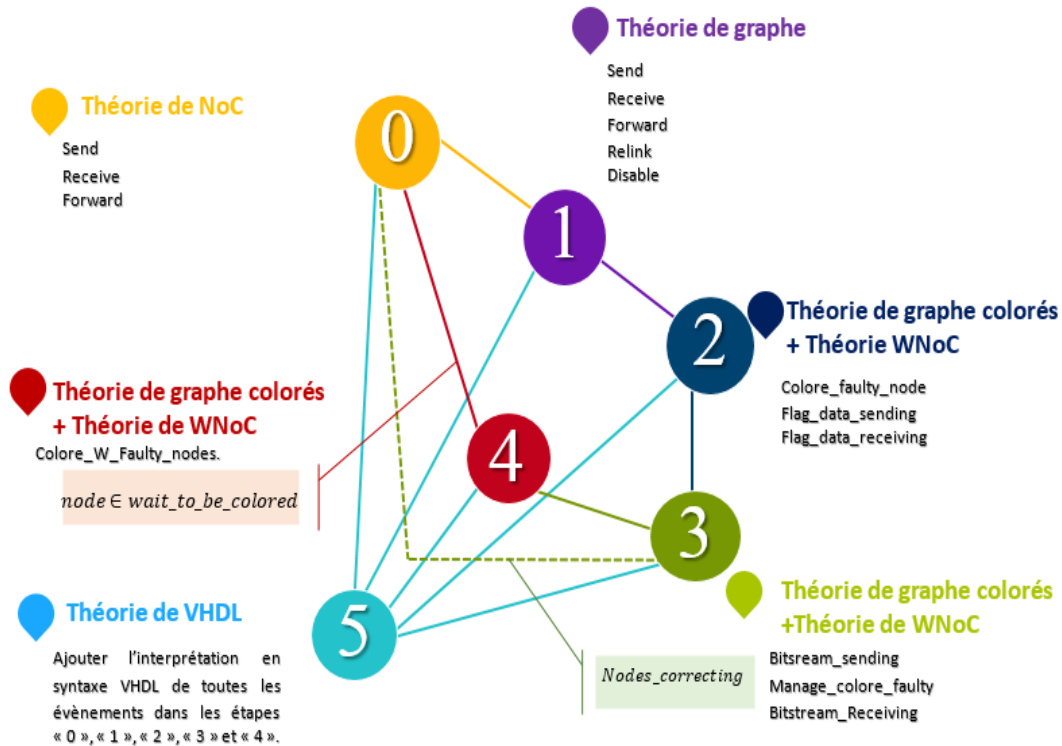 Théorie de graphe
Send
Receive
Forward
Relink
Disable
Théorie de NoC
Send
Receive
Forward
0
1
2
Théorie de graphe colorés
+ Théorie WNoC
Colore_faulty_node
Flag_data_sending
Flag_data_receiving
Théorie de graphe colorés
+ Théorie de WNoC
Colore_W_Faulty_nodes.
node ∈ wait_to_be_colored
4
3
Théorie de graphe colorés
+Théorie de WNoC
Bitsream_sending
Manage_colore_faulty
Bitstream_Receiving
Nodes_correcting
5
Théorie de VHDL
Ajouter l’interprétation en
syntaxe VHDL de toutes les
évènements dans les étapes
« 0 », « 1 », « 2 », « 3 » et « 4 ».